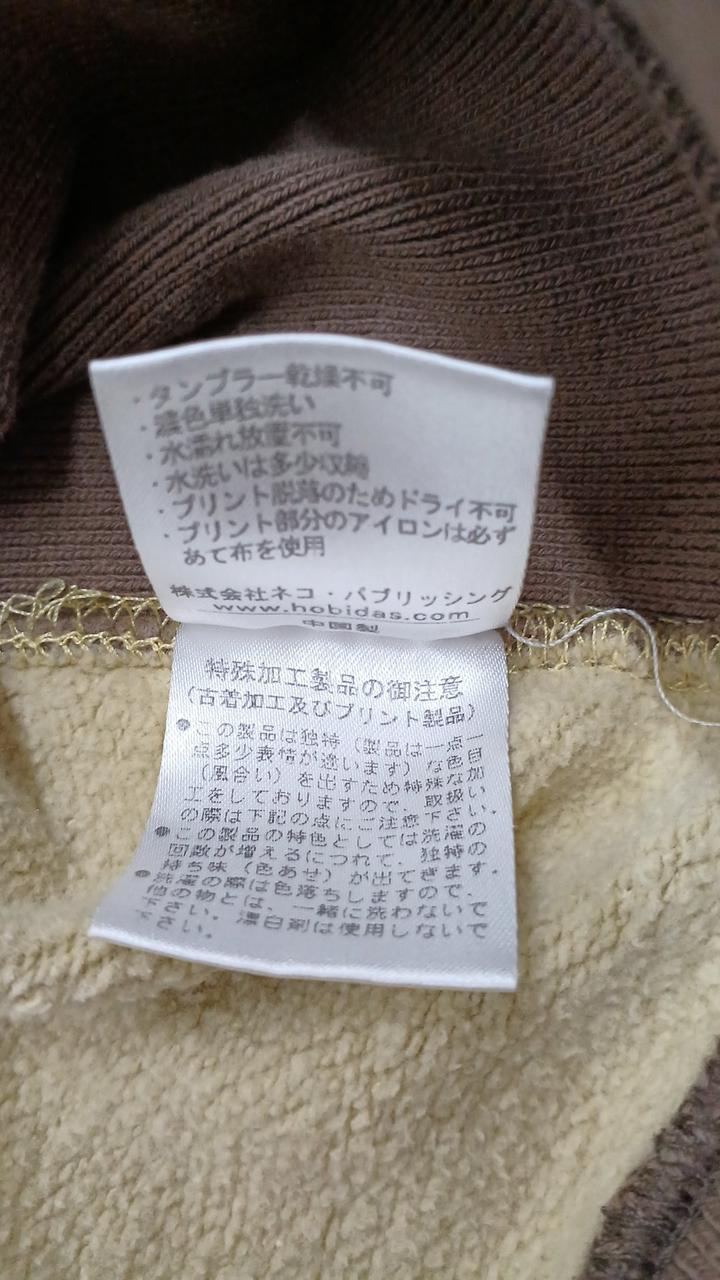 ・タンブラー乾燥不可
・濃色単独洗い
・水濡れ放置不可
・水洗いは多少収縮
・プリント脱落のためドライ不可
・プリント部分のアイロンは必ず
あて布を使用
株式会社ネコ・パブリッシング
www.hobidas.com
中国製
特殊加工製品の御注意
(古着加工及びプリント製品)
●この製品は独特（製品は一点一
点多少表情が違います）な色目
（風合い）を出すため特殊な加
工をしておりますので、取扱い
の際は下記の点にご注意下さい。
●この製品の特色としては洗濯の
回数が増えるにつれて、独特の
持ち味（色あせ）が出てきます。
●洗濯の際は色落ちしますので、
他の物とは、一緒に洗わないで
下さい。漂白剤は使用しないで
下さい。